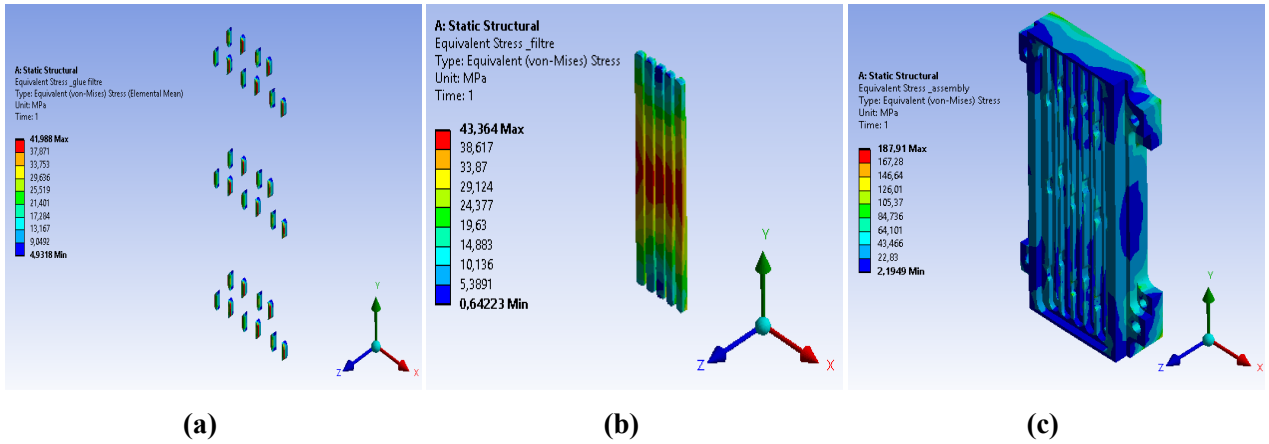 A: Static Structural
Equivalent Stress _glue filtre
Type: Equivalent (von-Mises) Stress (Elemental Mean)
Unit: MPa
Time: 1
41,988 Max
37,871
33,753
29,636
25,519
21,401
17,284
13,167
9,0492
4,9318 Min
Y
Z
X
(a)
A: Static Structural
Equivalent Stress _filtre
Type: Equivalent (von-Mises) Stress
Unit: MPa
Time: 1
43,364 Max
38,617
33,87
29,124
24,377
19,63
14,883
10,136
5,3891
0,64223 Min
Y
Z
X
(b)
A: Static Structural
Equivalent Stress _assembly
Type: Equivalent (von-Mises) Stress
Unit: MPa
Time: 1
187,91 Max
167,28
146,64
126,01
105,37
84,736
64,101
43,466
22,83
2,1949 Min
Y
Z
X
(c)